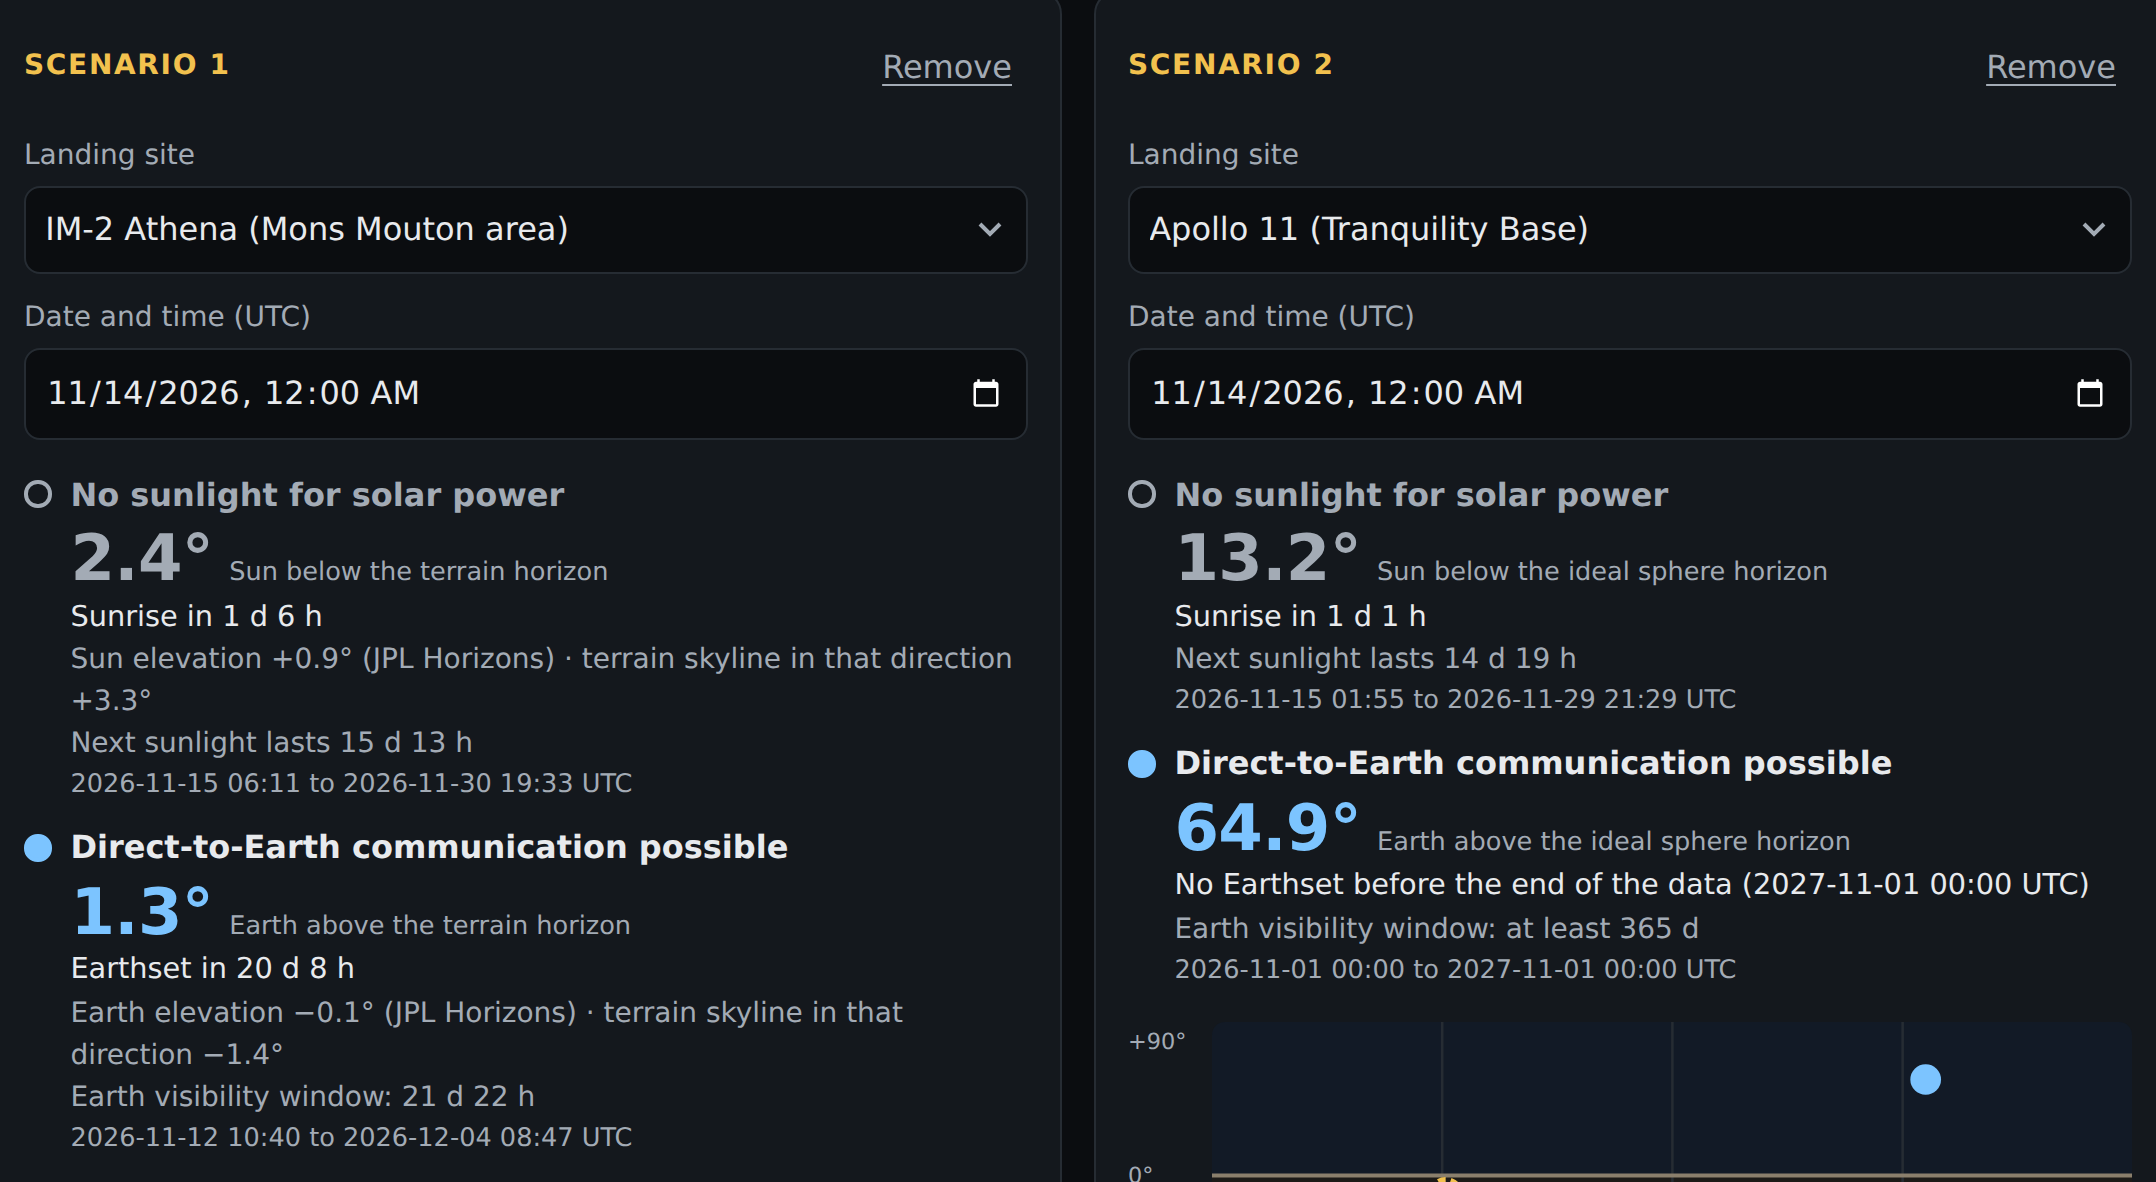 SCENARIO 1
Remove
Landing site
IM-2 Athena (Mons Mouton area)
Date and time (UTC)
11/14/2026, 12:00 AM
No sunlight for solar power
2.4° Sun below the terrain horizon
Sunrise in 1 d 6 h
Sun elevation +0.9° (JPL Horizons) · terrain skyline in that direction
+3.3°
Next sunlight lasts 15 d 13 h
2026-11-15 06:11 to 2026-11-30 19:33 UTC
Direct-to-Earth communication possible
1.3° Earth above the terrain horizon
Earthset in 20 d 8 h
Earth elevation −0.1° (JPL Horizons) · terrain skyline in that
direction −1.4°
Earth visibility window: 21 d 22 h
2026-11-12 10:40 to 2026-12-04 08:47 UTC
SCENARIO 2
Remove
Landing site
Apollo 11 (Tranquility Base)
Date and time (UTC)
11/14/2026, 12:00 AM
No sunlight for solar power
13.2° Sun below the ideal sphere horizon
Sunrise in 1 d 1 h
Next sunlight lasts 14 d 19 h
2026-11-15 01:55 to 2026-11-29 21:29 UTC
Direct-to-Earth communication possible
64.9° Earth above the ideal sphere horizon
No Earthset before the end of the data (2027-11-01 00:00 UTC)
Earth visibility window: at least 365 d
2026-11-01 00:00 to 2027-11-01 00:00 UTC
+90°
0°